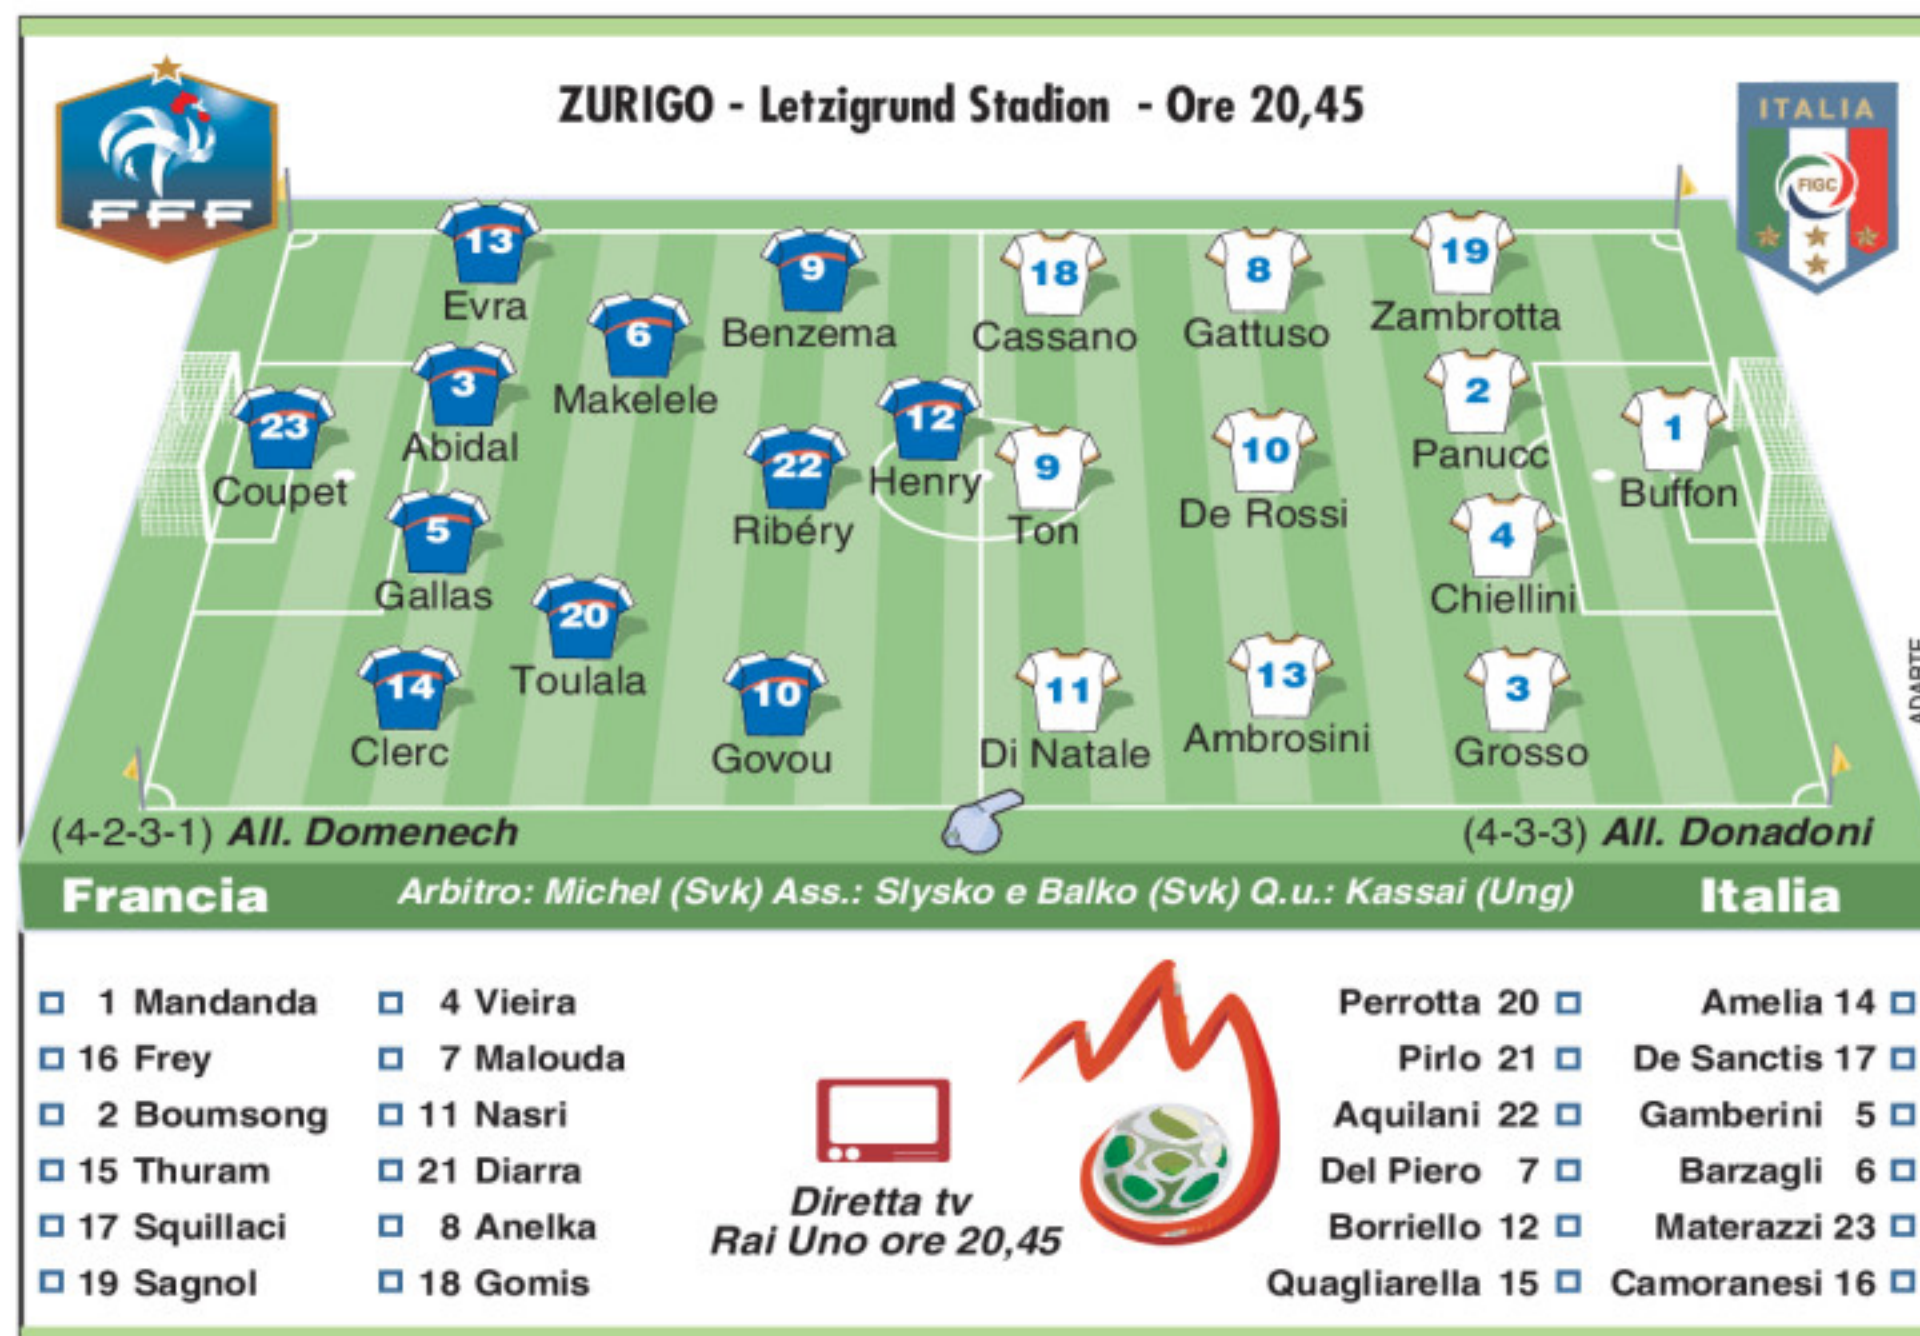 ZURIGO - Letzigrund Stadion - Ore 20,45
FFF
ITALIA
FIGC
13
Evra
9
Benzema
18
Cassano
8
Gattuso
19
Zambrotta
6
Makelele
3
Abidal
23
Coupet
12
Henry
22
Ribéry
9
Ton
10
De Rossi
2
Panucc
1
Buffon
5
Gallas
4
Chiellini
20
Toulala
14
Clerc
10
Govou
11
Di Natale
13
Ambrosini
3
Grosso
ADARTE
(4-2-3-1) All. Domenech
(4-3-3) All. Donadoni
Francia
Arbitro: Michel (Svk) Ass.: Slysko e Balko (Svk) Q.u.: Kassai (Ung)
Italia
1 Mandanda
16 Frey
2 Boumsong
15 Thuram
17 Squillaci
19 Sagnol
4 Vieira
7 Malouda
11 Nasri
21 Diarra
8 Anelka
18 Gomis
Diretta tv
Rai Uno ore 20,45
Perrotta 20
Pirlo 21
Aquilani 22
Del Piero 7
Borriello 12
Quagliarella 15
Amelia 14
De Sanctis 17
Gamberini 5
Barzagli 6
Materazzi 23
Camoranesi 16